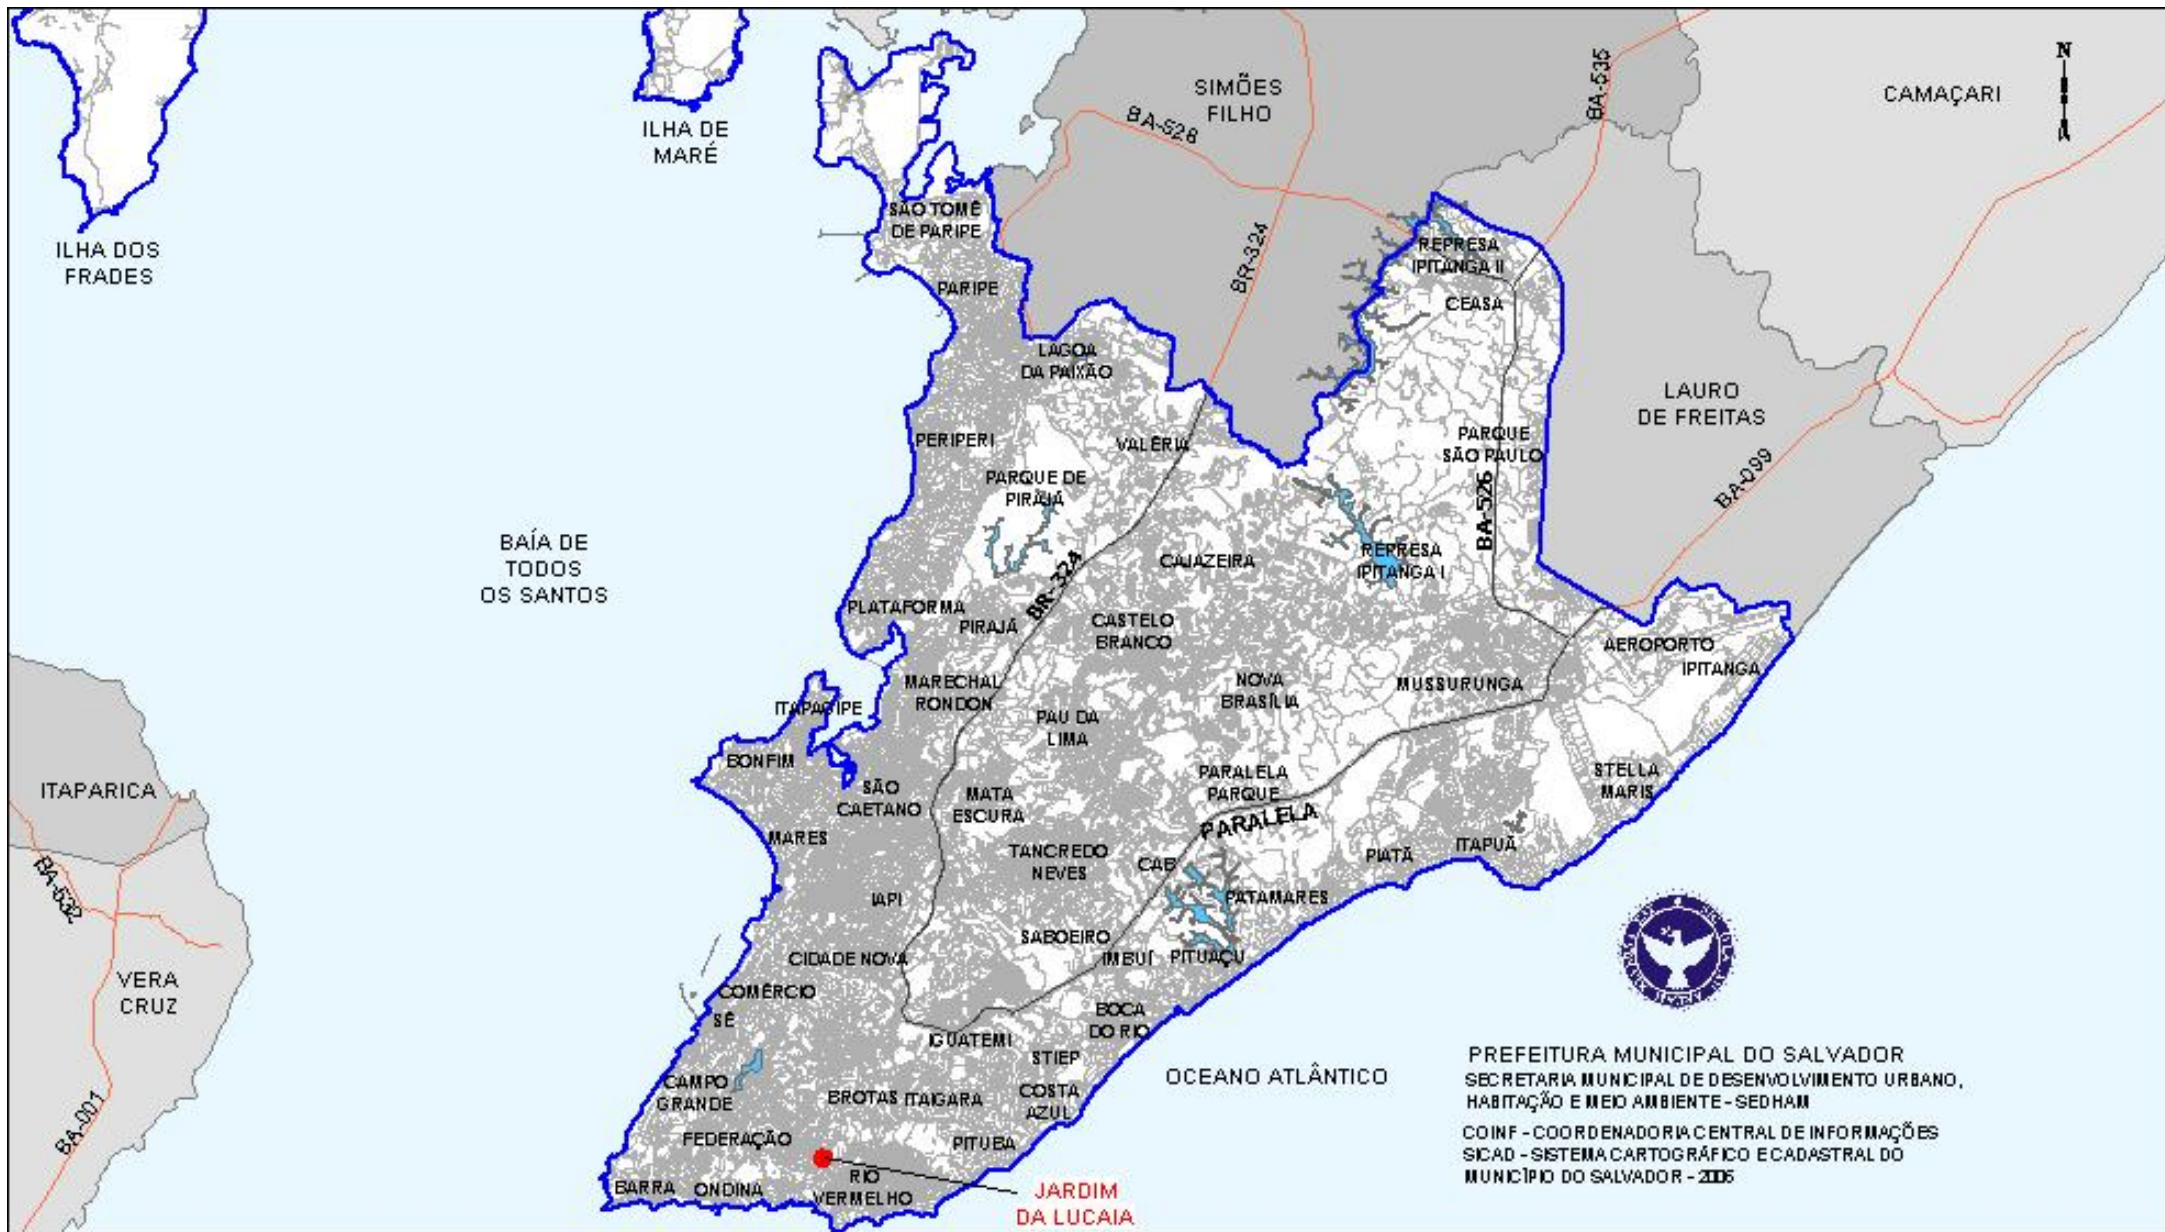 ILHA DOS
FRADES
ILHA DE
MARÉ
SIMÕES
FILHO
BA-528
BR-324
BA-535
CAMAÇARI
N
SÃO TOMÉ
DE PARIPE
PARIPE
REPRESA
IPITANGA II
CEASA
LAGOA
DA PAIXÃO
LAURO
DE FREITAS
BA-099
PERIPERI
VALÉRIA
PARQUE
SÃO PAULO
BA-526
PARQUE DE
PIRAJÁ
BAÍA DE
TODOS
OS SANTOS
BR-324
CAJAZEIRA
REPRESA
IPITANGA I
PLATAFORMA
PIRAJÁ
CASTELO
BRANCO
AEROPORTO
IPITANGA
MARECHAL
RONDON
NOVA
BRASÍLIA
MUSSURUNGA
ITAPAGIPE
PAU DA
LIMA
BONFIM
ITAPARICA
SÃO
CAETANO
MATA
ESCURA
PARALELA
PARQUE
PARALELA
STELLA
MARIS
MARES
TANCREDO
NEVES
CAB
PIATÃ
ITAPUÃ
BA-532
IAPI
PATAMARES
SABOEIRO
IMBUÍ
PITUAÇU
CIDADE NOVA
VERA
CRUZ
COMÉRCIO
SÉ
BOCA
DO RIO
IGUATEMI
STIEP
OCEANO ATLÂNTICO
CAMPO
GRANDE
BROTAS
ITAIGARA
COSTA
AZUL
BA-001
FEDERAÇÃO
PITUBA
RIO
VERMELHO
BARRA
ONDINA
JARDIM
DA LUCAIA
PREFEITURA MUNICIPAL DO SALVADOR
SECRETARIA MUNICIPAL DE DESENVOLVIMENTO URBANO,
HABITAÇÃO E MEIO AMBIENTE - SEDHAM
COINF - COORDENADORIA CENTRAL DE INFORMAÇÕES
SICAD - SISTEMA CARTOGRÁFICO E CADASTRAL DO
MUNICÍPIO DO SALVADOR - 2006